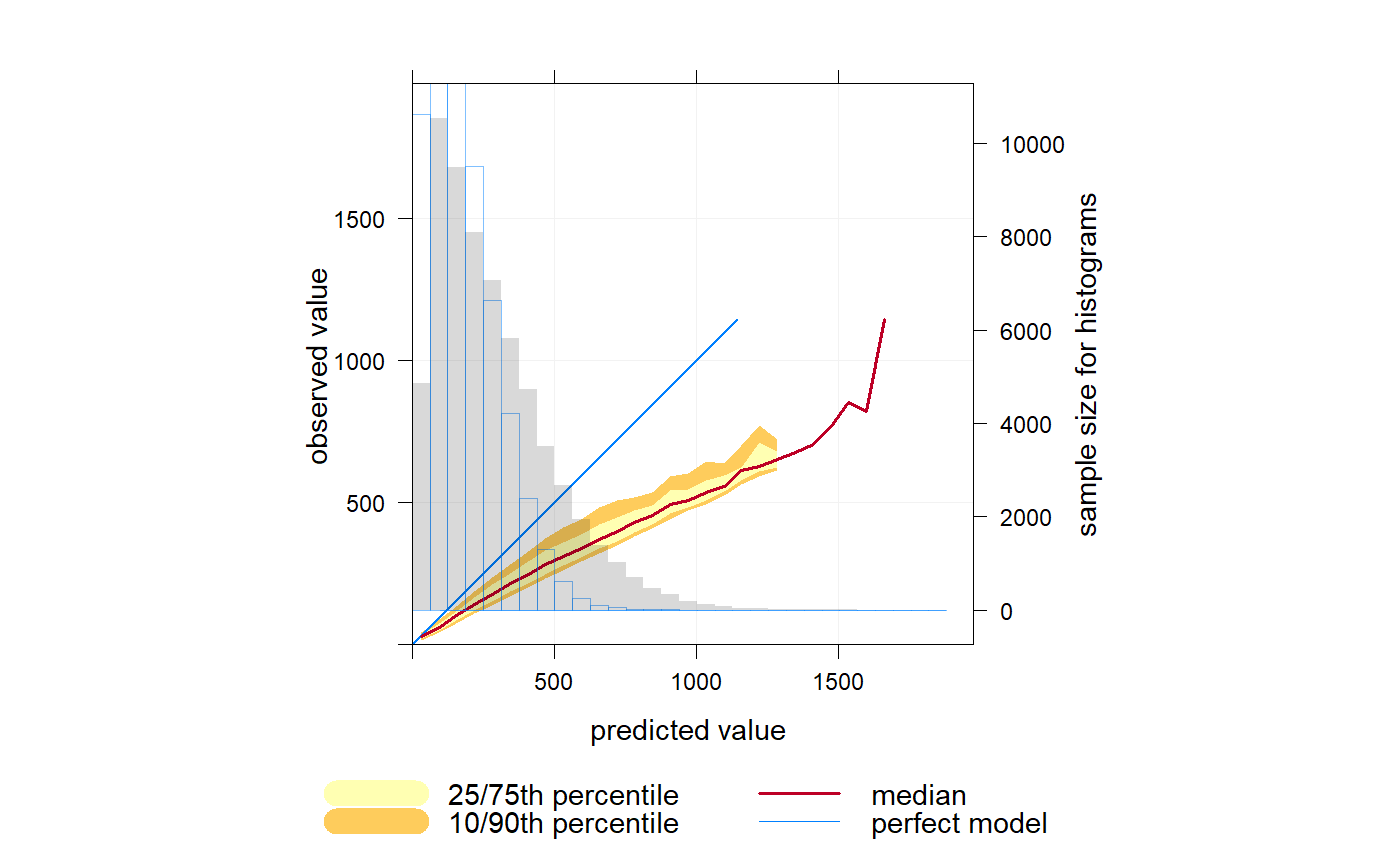 10000
8000
6000
4000
2000
0
sample size for histograms
1500
1000
500
observed value
500 1000 1500
predicted value
25/75th percentile median
10/90th percentile perfect model